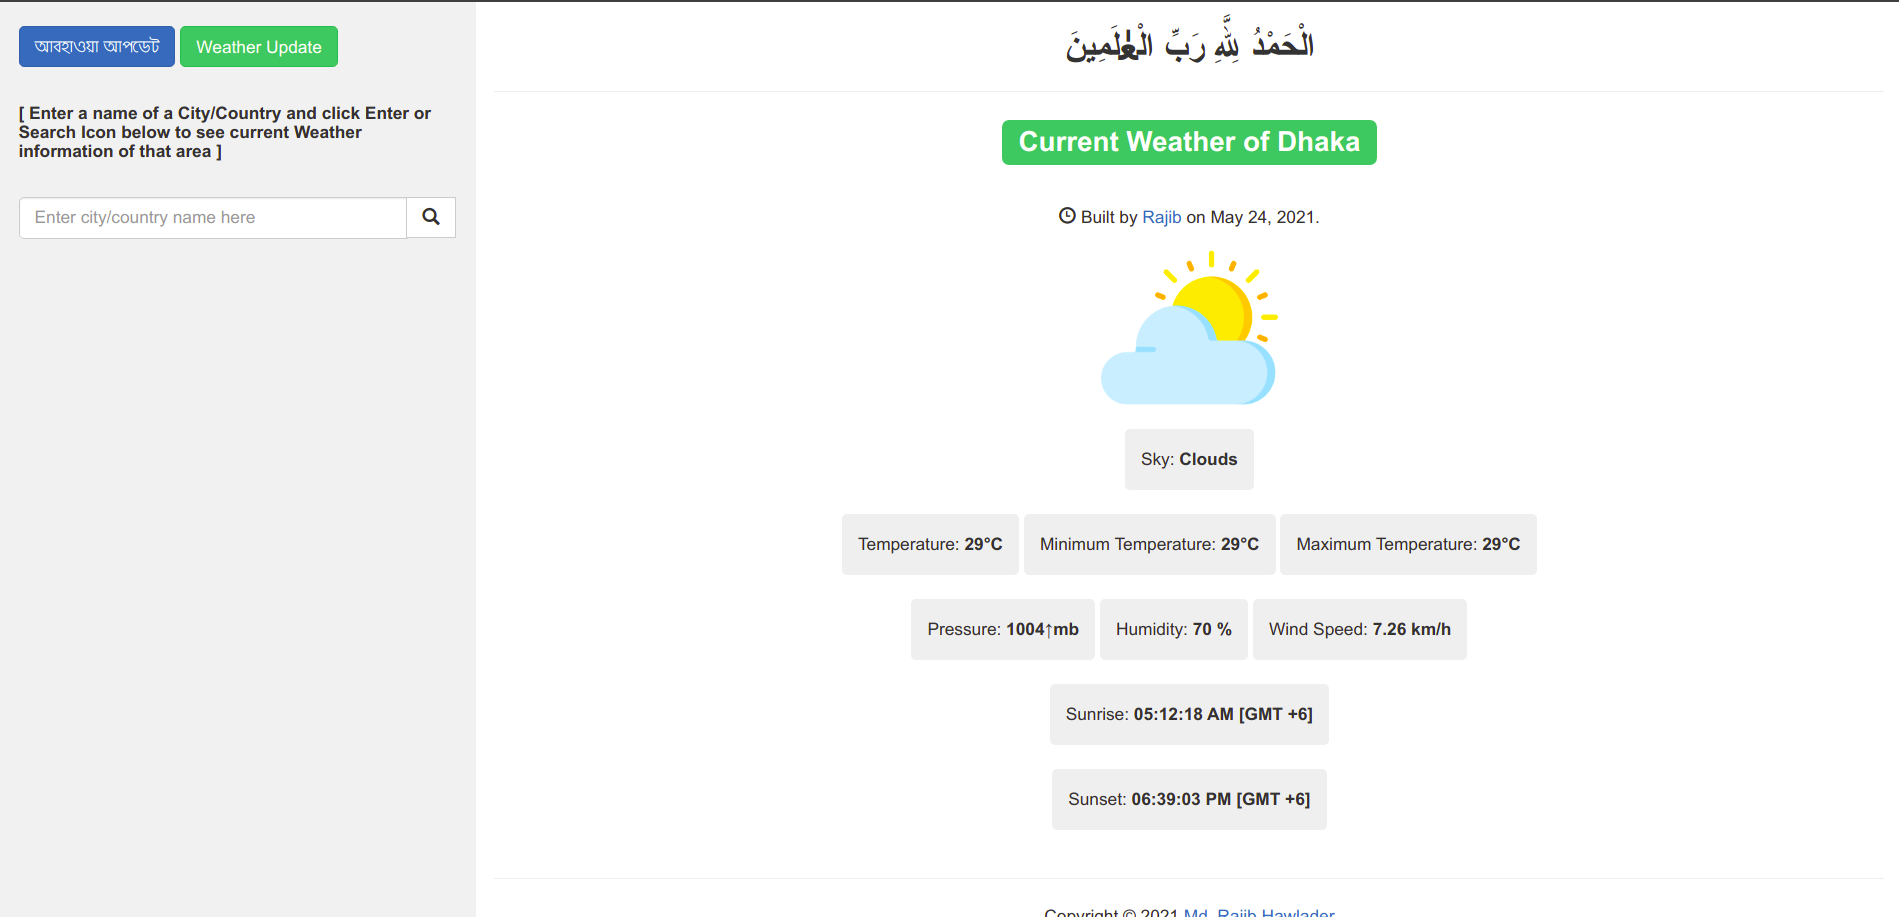 আবহাওয়া আপডেট Weather Update
[ Enter a name of a City/Country and click Enter or
Search Icon below to see current Weather
information of that area ]
Enter city/country name here
الْحَمْدُ لِلَّهِ رَبِّ الْعٰلَمِينَ
Current Weather of Dhaka
Built by Rajib on May 24, 2021.
Sky: Clouds
Temperature: 29°C Minimum Temperature: 29°C Maximum Temperature: 29°C
Pressure: 1004↑mb Humidity: 70 % Wind Speed: 7.26 km/h
Sunrise: 05:12:18 AM [GMT +6]
Sunset: 06:39:03 PM [GMT +6]
Copyright © 2021 Md. Rajib Hawlader